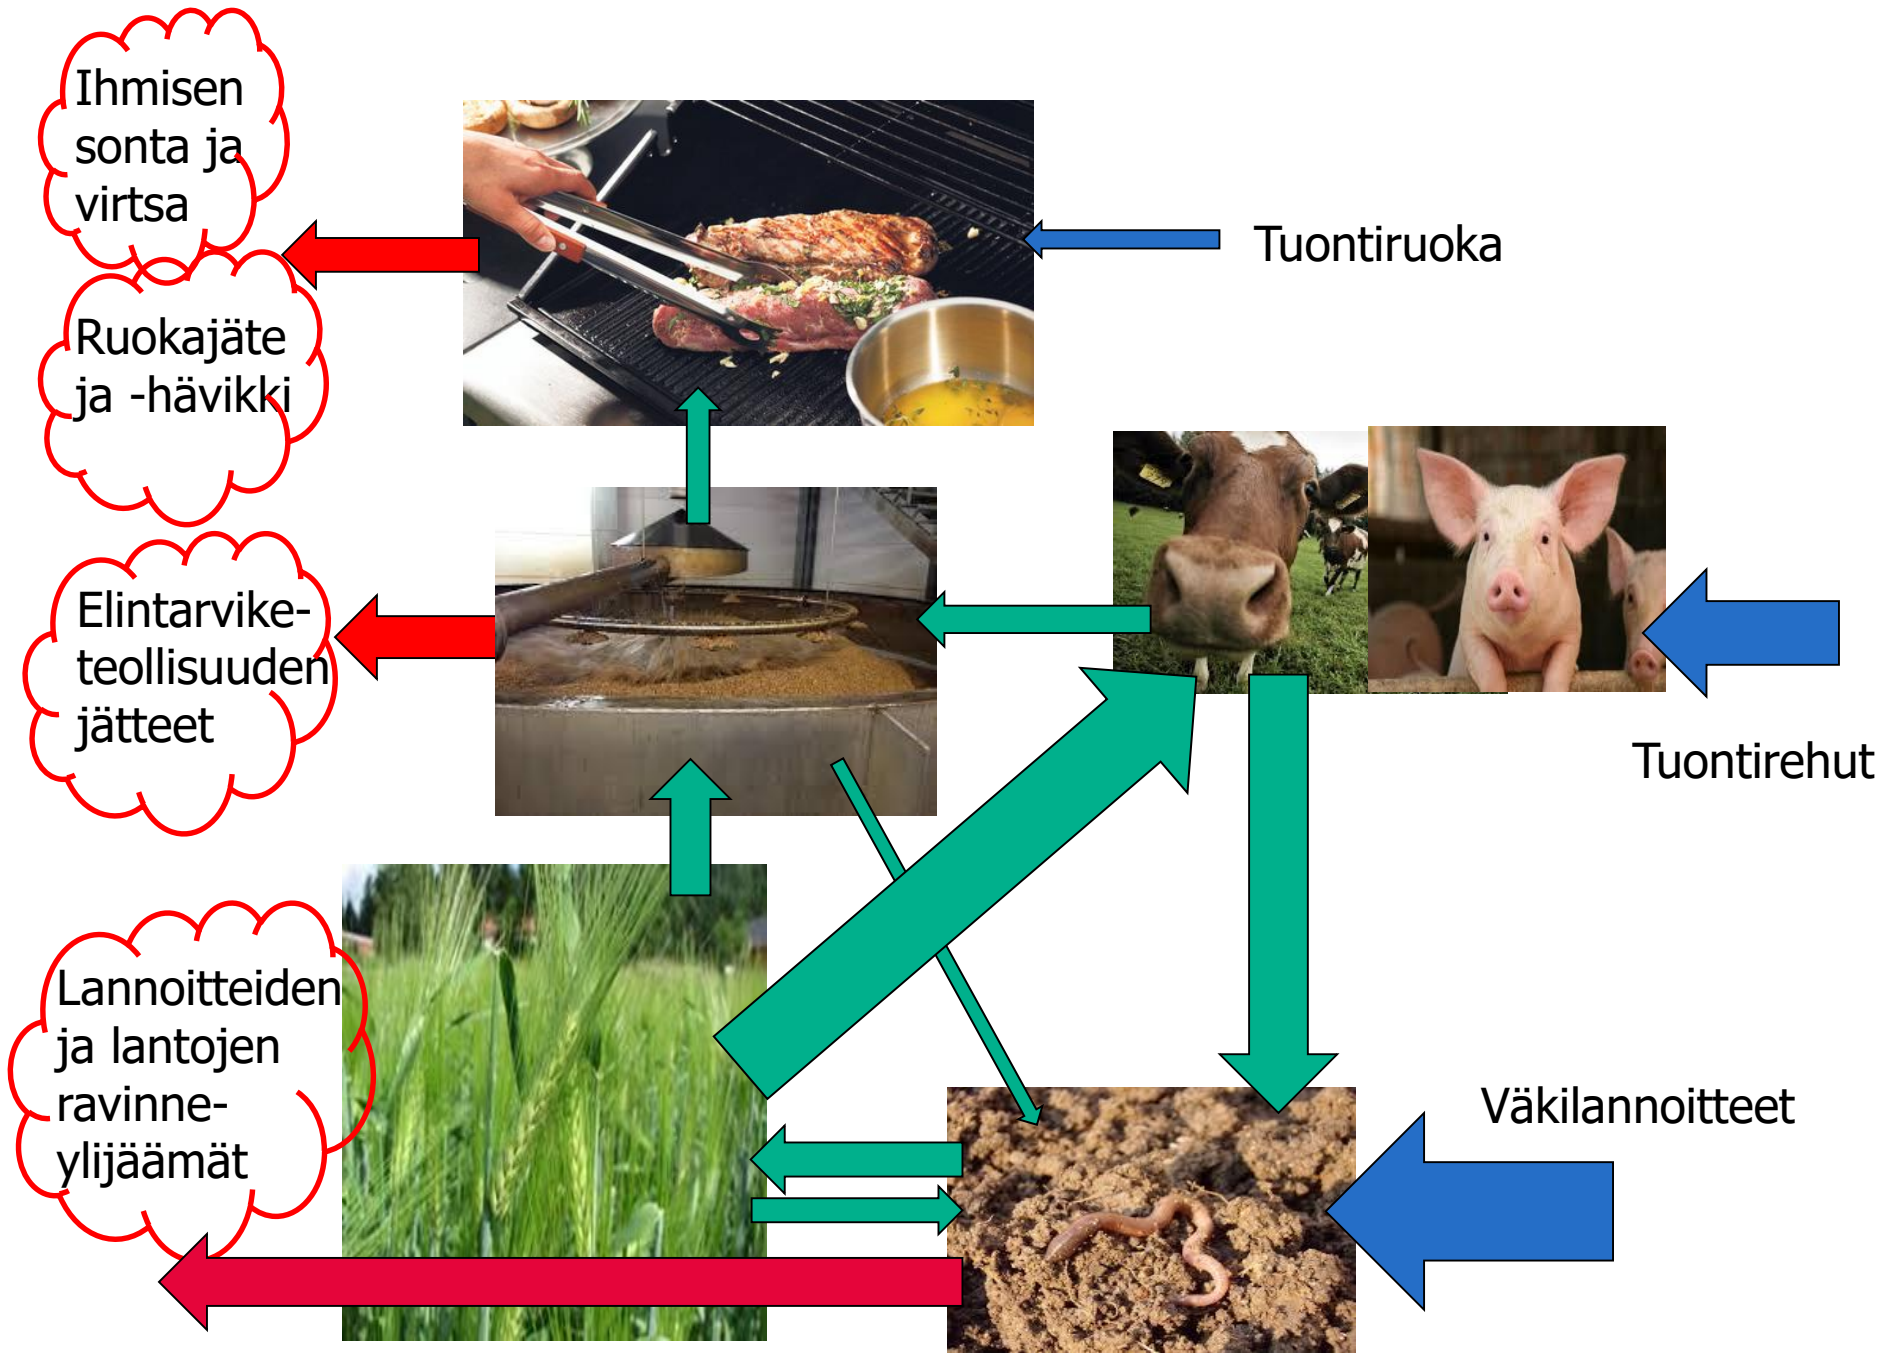 Ihmisen
sonta ja
virtsa
Tuontiruoka
Ruokajäte
ja -hävikki
Elintarvike-
teollisuuden
jätteet
Tuontirehut
Lannoitteiden
ja lantojen
ravinne-
ylijäämät
Väkilannoitteet